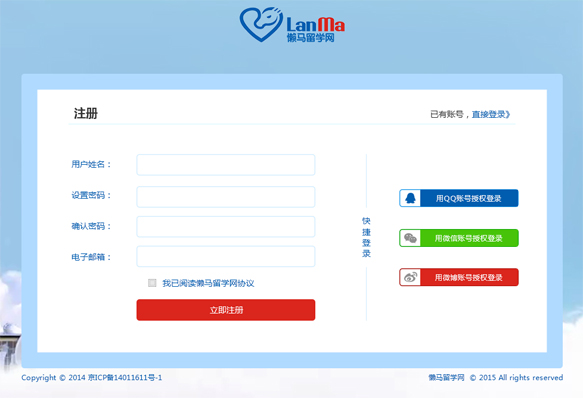 LanMa
懒马留学网
注册
已有账号，直接登录》
用户姓名：
设置密码：
确认密码：
电子邮箱：
我已阅读懒马留学网协议
立即注册
快捷登录
用QQ账号授权登录
用微信账号授权登录
用微博账号授权登录
Copyright © 2014 京ICP备14011611号-1
懒马留学网 © 2015 All rights reserved